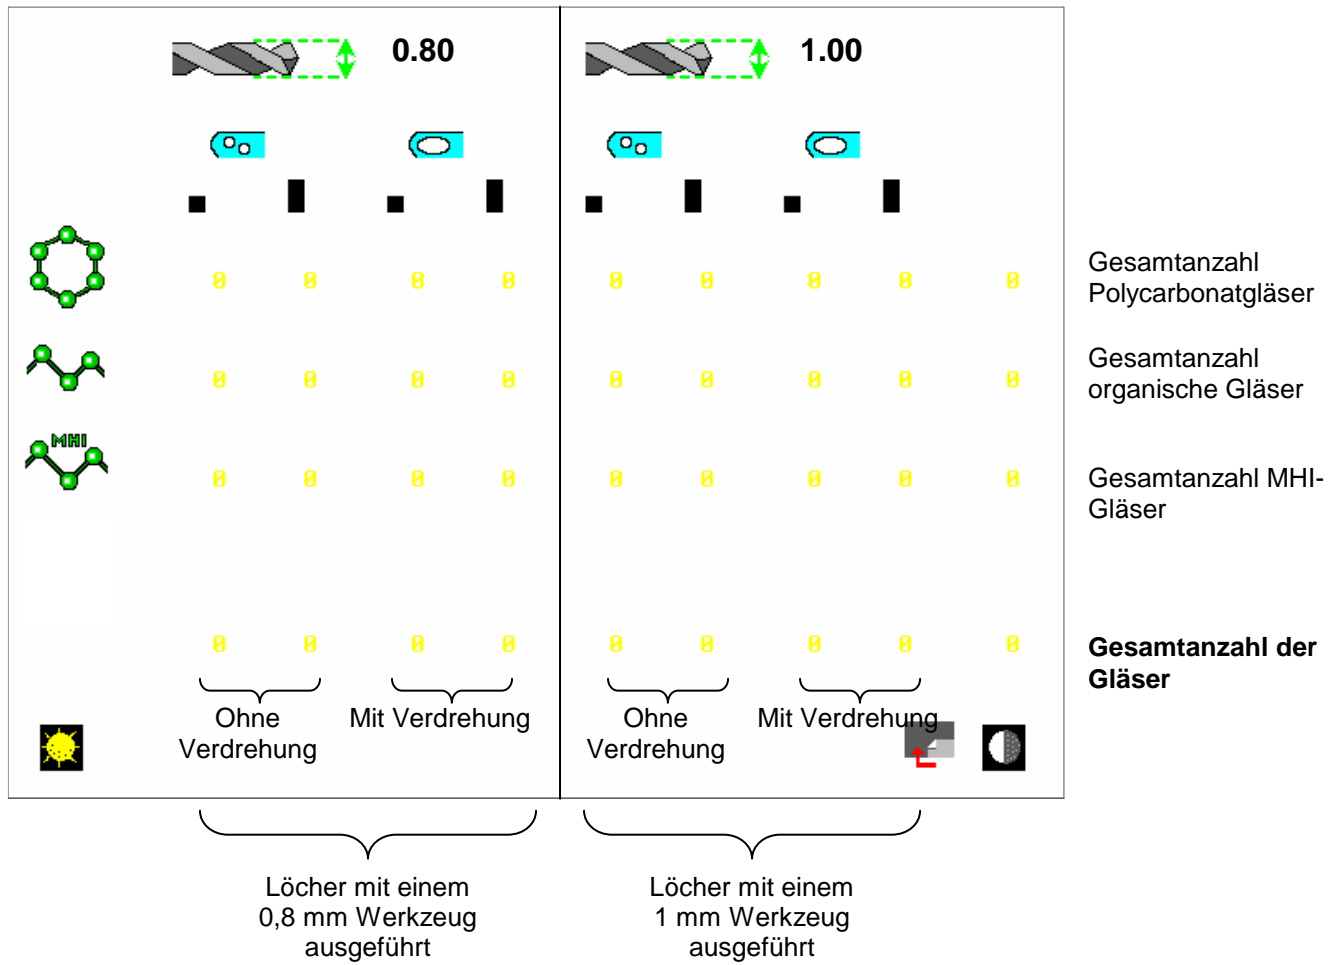 0.80 1.00
0 0 0 0 0 0 0 0 0
Gesamtanzahl
Polycarbonatgläser
0 0 0 0 0 0 0 0 0
Gesamtanzahl
organische Gläser
MHI
0 0 0 0 0 0 0 0 0
Gesamtanzahl MHI-
Gläser
0 0 0 0 0 0 0 0 0
Gesamtanzahl der
Gläser
Ohne
Verdrehung
Mit Verdrehung
Ohne
Verdrehung
Mit Verdrehung
Löcher mit einem
0,8 mm Werkzeug
ausgeführt
Löcher mit einem
1 mm Werkzeug
ausgeführt